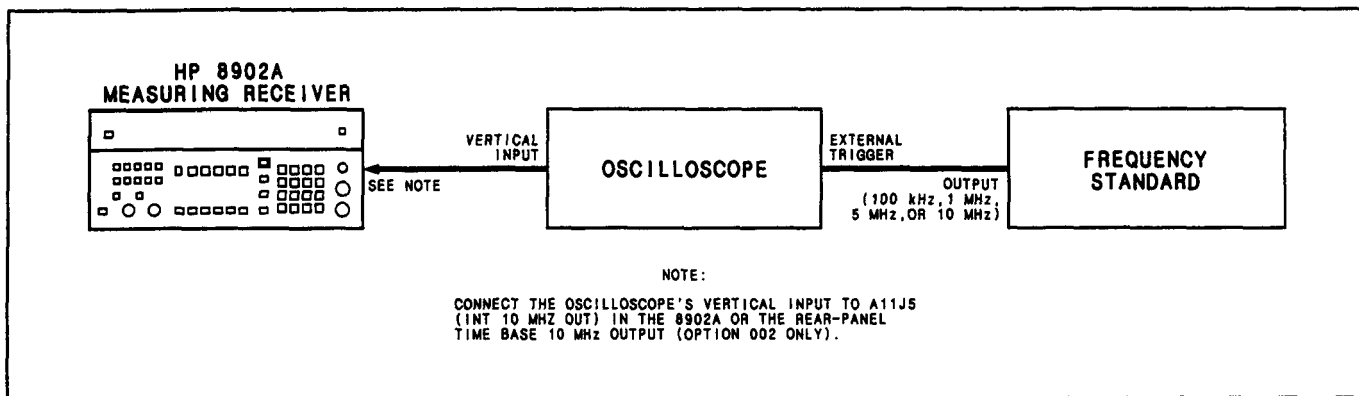 HP 8902A
MEASURING RECEIVER
VERTICAL
INPUT
SEE NOTE
OSCILLOSCOPE
EXTERNAL
TRIGGER
OUTPUT
(100 kHz, 1 MHz,
5 MHz, OR 10 MHz)
FREQUENCY
STANDARD
NOTE:
CONNECT THE OSCILLOSCOPE'S VERTICAL INPUT TO A11J5
(INT 10 MHZ OUT) IN THE 8902A OR THE REAR-PANEL
TIME BASE 10 MHz OUTPUT (OPTION 002 ONLY).